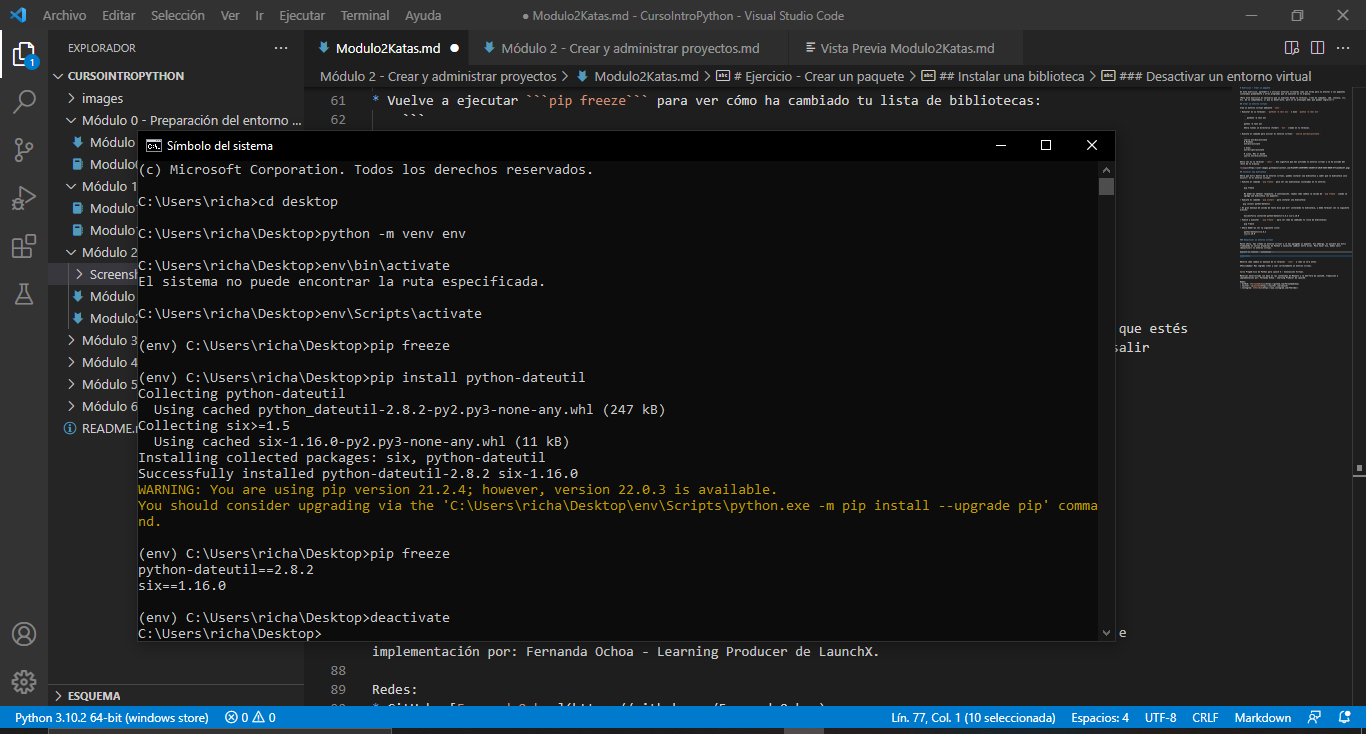 Archivo Editar Selección Ver Ir Ejecutar Terminal Ayuda
● Modulo2Katas.md - CursoIntroPython - Visual Studio Code
EXPLORADOR ···
Modulo2Katas.md ●
Módulo 2 - Crear y administrar proyectos.md
Vista Previa Modulo2Katas.md
1
CURSOINTROPYTHON
Módulo 2 - Crear y administrar proyectos > Modulo2Katas.md > # Ejercicio - Crear un paquete > ## Instalar una biblioteca > ### Desactivar un entorno virtual
images
Módulo 0 - Preparación del entorno ...
Módulo
Modulo
Módulo 1
Modulo
Modulo
Módulo 2
Screensh
Módulo
Modulo2
Módulo 3
Módulo 4
Módulo 5
Módulo 6
README.
ESQUEMA
61 * Vuelve a ejecutar ```pip freeze``` para ver cómo ha cambiado tu lista de bibliotecas:
62 ```
Símbolo del sistema
(c) Microsoft Corporation. Todos los derechos reservados.
C:\Users\richa>cd desktop
C:\Users\richa\Desktop>python -m venv env
C:\Users\richa\Desktop>env\bin\activate
El sistema no puede encontrar la ruta especificada.
C:\Users\richa\Desktop>env\Scripts\activate
(env) C:\Users\richa\Desktop>pip freeze
(env) C:\Users\richa\Desktop>pip install python-dateutil
Collecting python-dateutil
Using cached python_dateutil-2.8.2-py2.py3-none-any.whl (247 kB)
Collecting six>=1.5
Using cached six-1.16.0-py2.py3-none-any.whl (11 kB)
Installing collected packages: six, python-dateutil
Successfully installed python-dateutil-2.8.2 six-1.16.0
WARNING: You are using pip version 21.2.4; however, version 22.0.3 is available.
You should consider upgrading via the 'C:\Users\richa\Desktop\env\Scripts\python.exe -m pip install --upgrade pip' comma
nd.
(env) C:\Users\richa\Desktop>pip freeze
python-dateutil==2.8.2
six==1.16.0
(env) C:\Users\richa\Desktop>deactivate
C:\Users\richa\Desktop>
que estés
salir
e
implementación por: Fernanda Ochoa - Learning Producer de LaunchX.
88
89 Redes:
Python 3.10.2 64-bit (windows store) 0 0
Lín. 77, Col. 1 (10 seleccionada) Espacios: 4 UTF-8 CRLF Markdown